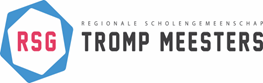 REGIONALE SCHOLENGEMEENSCHAP
RSG TROMP MEESTERS